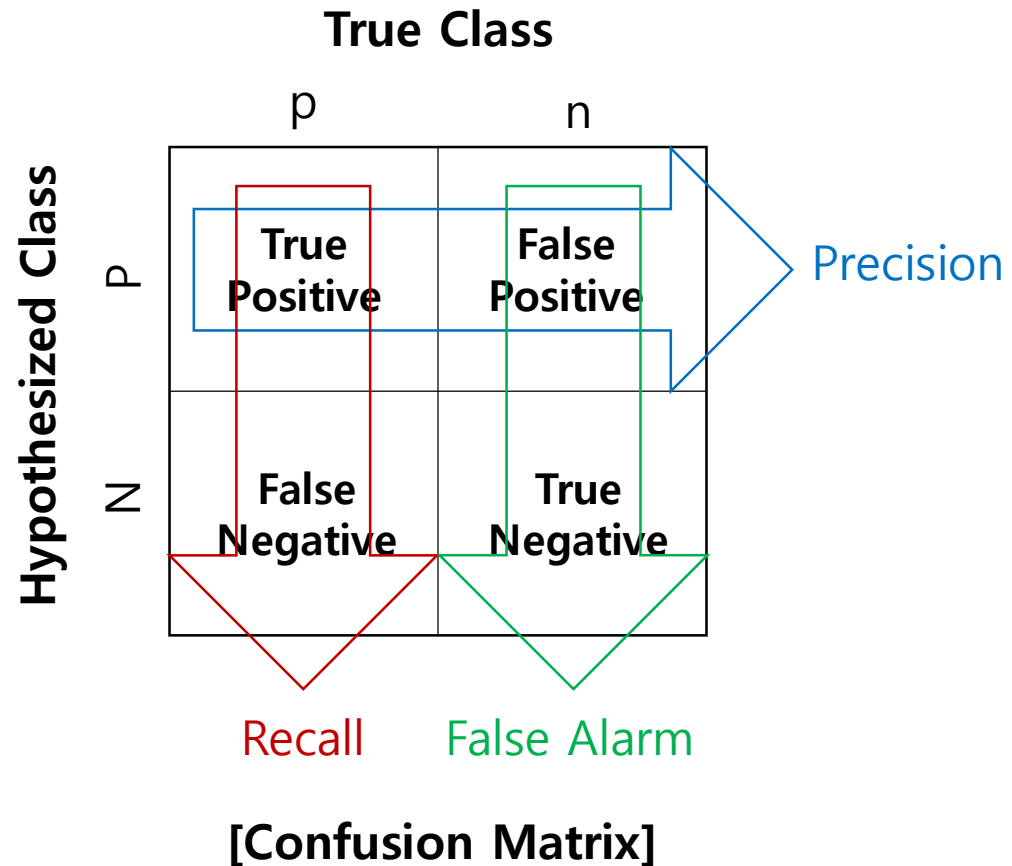 True Class
p
n
Hypothesized Class
P
True
Positive
False
Positive
Precision
N
False
Negative
True
Negative
Recall
False Alarm
[Confusion Matrix]